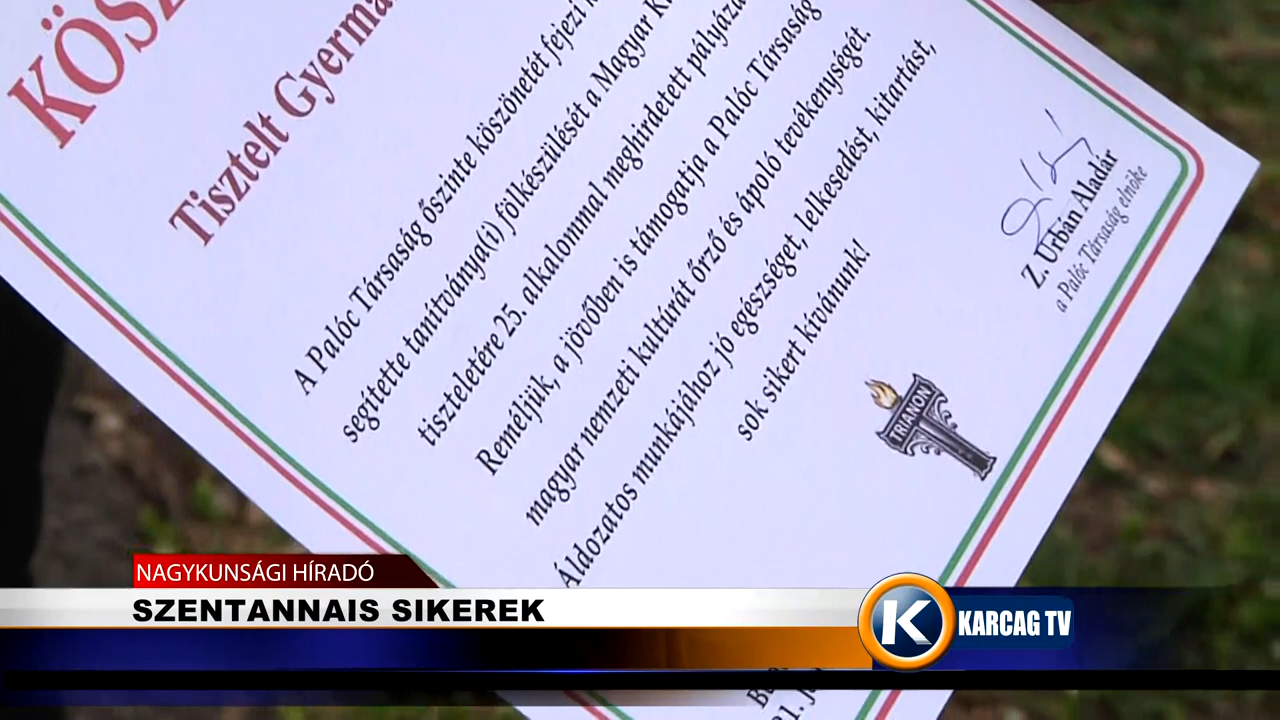 KÖSZ
Tisztelt Gyerma
A Palóc Társaság őszinte köszönetét fejezi k
segítette tanítványa(i) fölkészülését a Magyar K
tiszteletére 25. alkalommal meghirdetett pályáza
Reméljük, a jövőben is támogatja a Palóc Társaság
magyar nemzeti kultúrát őrző és ápoló tevékenységét.
Áldozatos munkájához jó egészséget, lelkesedést, kitartást,
sok sikert kívánunk!
Z. Urbán Aladár
a Palóc Társaság elnöke
TRIANON
NAGYKUNSÁGI HÍRADÓ
SZENTANNAIS SIKEREK
K KARCAG TV